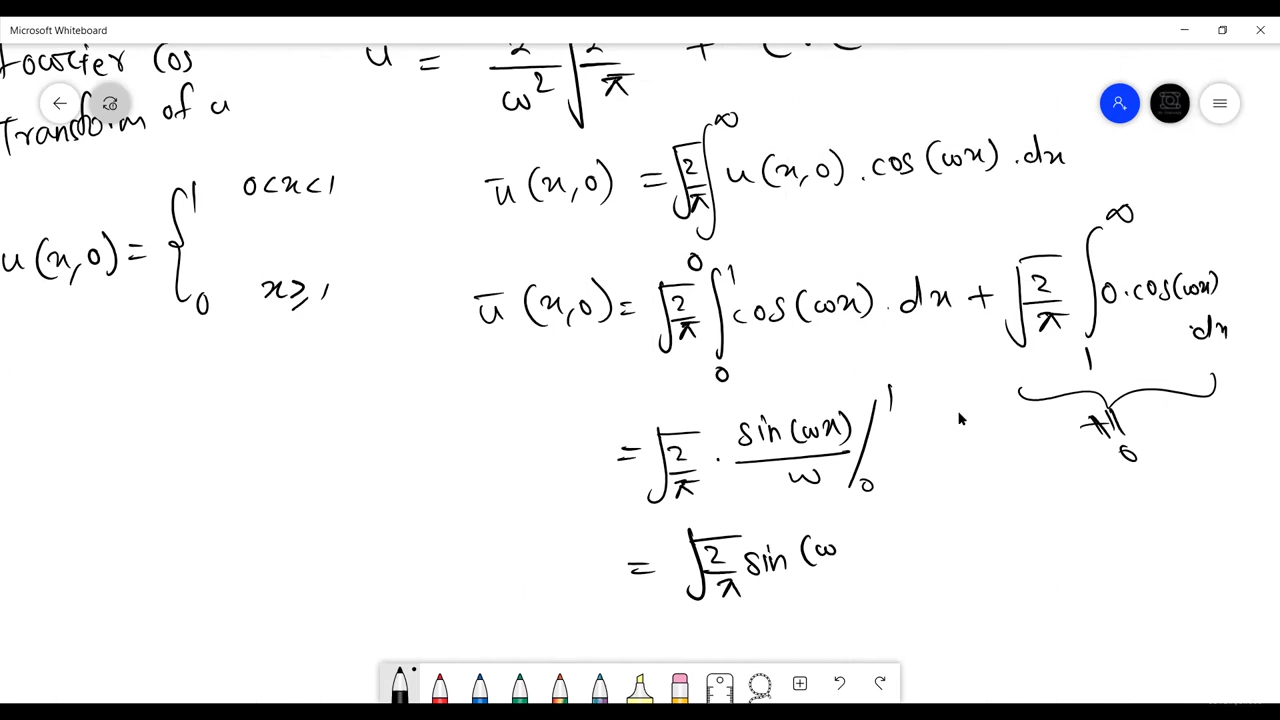 Microsoft Whiteboard
Fourier Cos
Transform of u
u = 2/ω² √(2/π) +
ū(x,0) = √(2/π) ∫₀^∞ u(x,0) . cos(ωx) . dx
u(x,0) = { 1 0<x<1
0 x≥1
ū(x,0) = √(2/π) ∫₀¹ cos(ωx) . dx + √(2/π) ∫₁^∞ 0.cos(ωx) .dx
0
= √(2/π) . sin(ωx)/ω /₀¹
= √(2/π) sin(ω